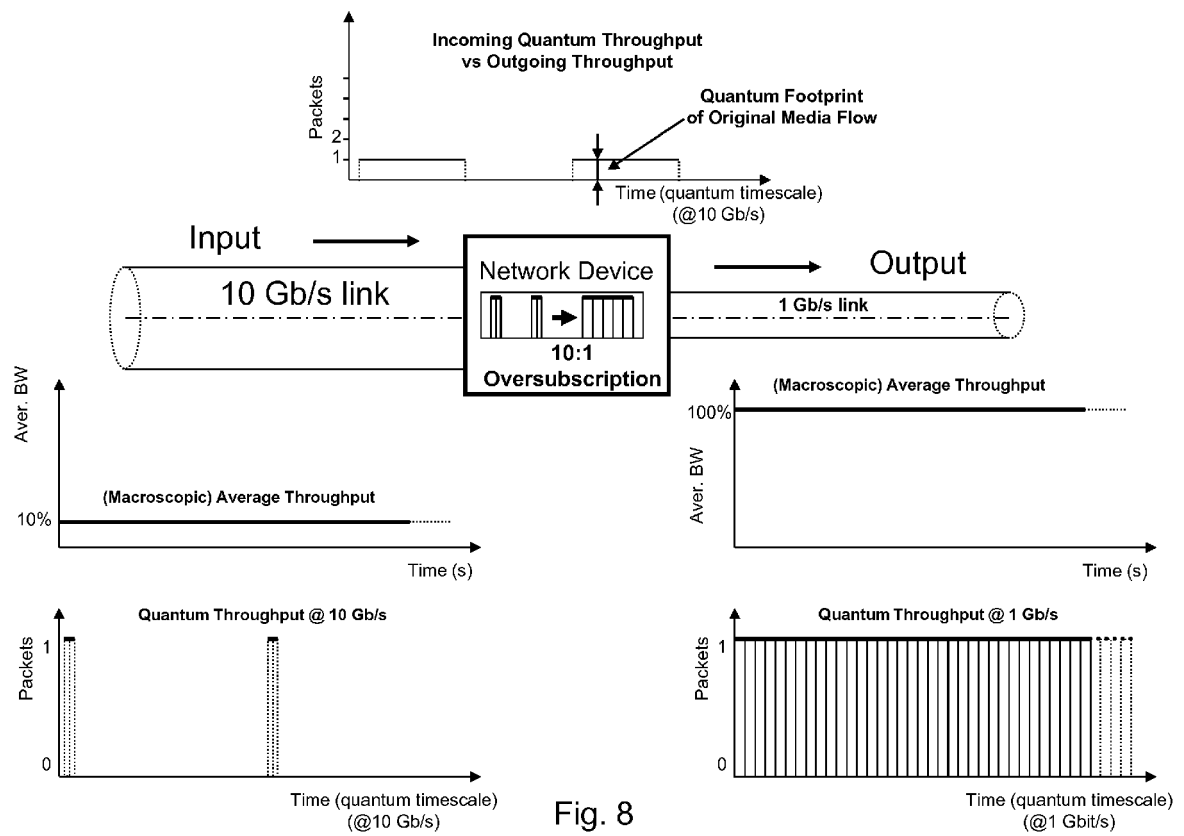 Incoming Quantum Throughput
vs Outgoing Throughput
Packets
2
1
Quantum Footprint
of Original Media Flow
Time (quantum timescale)
(@10 Gb/s)
Input
Output
10 Gb/s link
Network Device
10:1
Oversubscription
1 Gb/s link
Aver. BW
(Macroscopic) Average Throughput
10%
Time (s)
(Macroscopic) Average Throughput
100%
Aver. BW
Time (s)
Quantum Throughput @ 10 Gb/s
1
Packets
0
Time (quantum timescale)
(@10 Gb/s)
Quantum Throughput @ 1 Gb/s
1
Packets
0
Time (quantum timescale)
(@1 Gbit/s)
Fig. 8